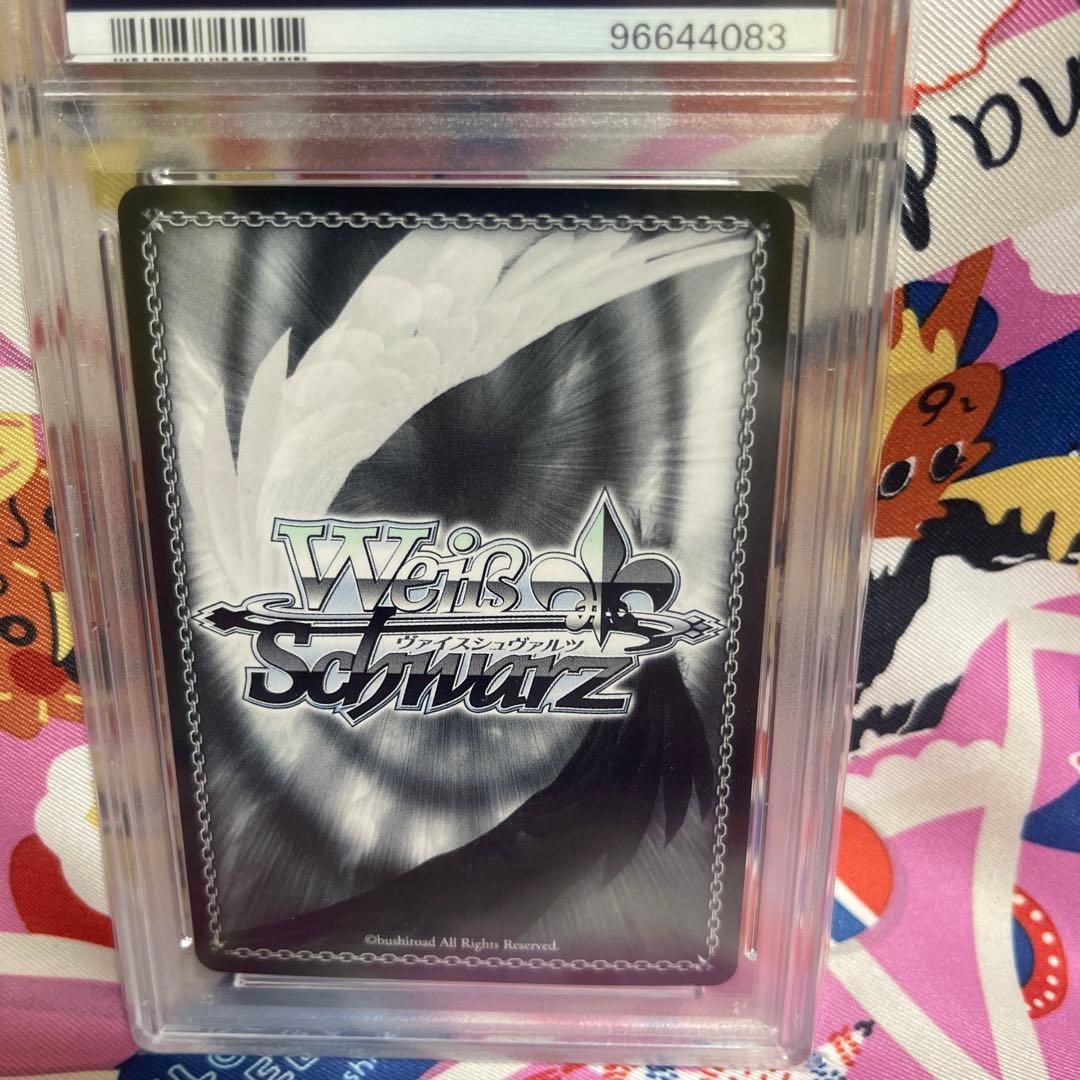 96644083
Weiß
ヴァイスシュヴァルツ
Schwarz
©bushiroad All Rights Reserved.